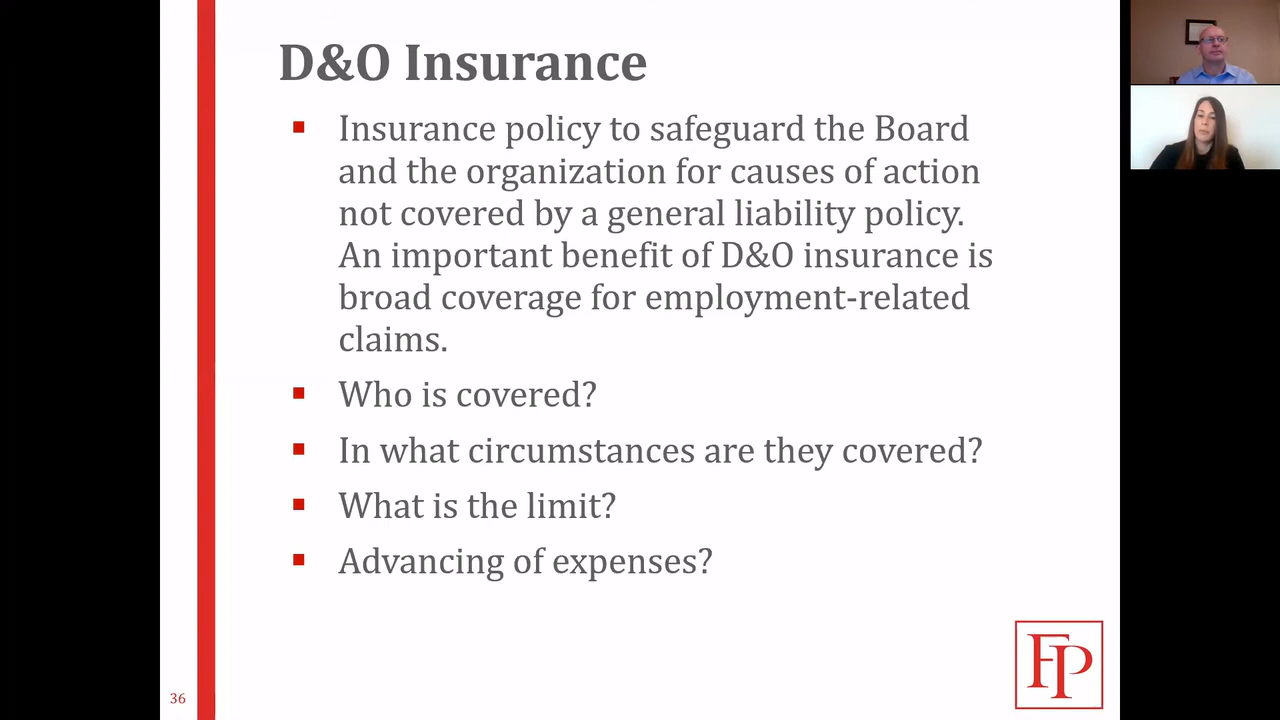 D&O Insurance
▪ Insurance policy to safeguard the Board
and the organization for causes of action
not covered by a general liability policy.
An important benefit of D&O insurance is
broad coverage for employment-related
claims.
▪ Who is covered?
▪ In what circumstances are they covered?
▪ What is the limit?
▪ Advancing of expenses?
36
FP